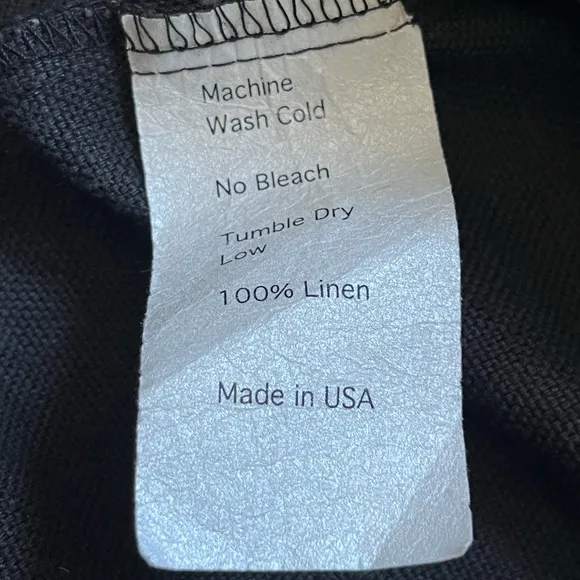 Machine
Wash Cold
No Bleach
Tumble Dry
Low
100% Linen
Made in USA